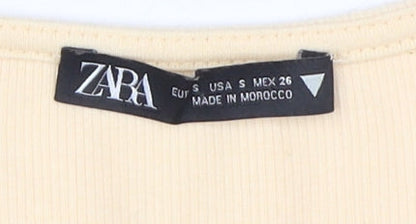 ZARA
EUR S USA S MEX 26
MADE IN MOROCCO